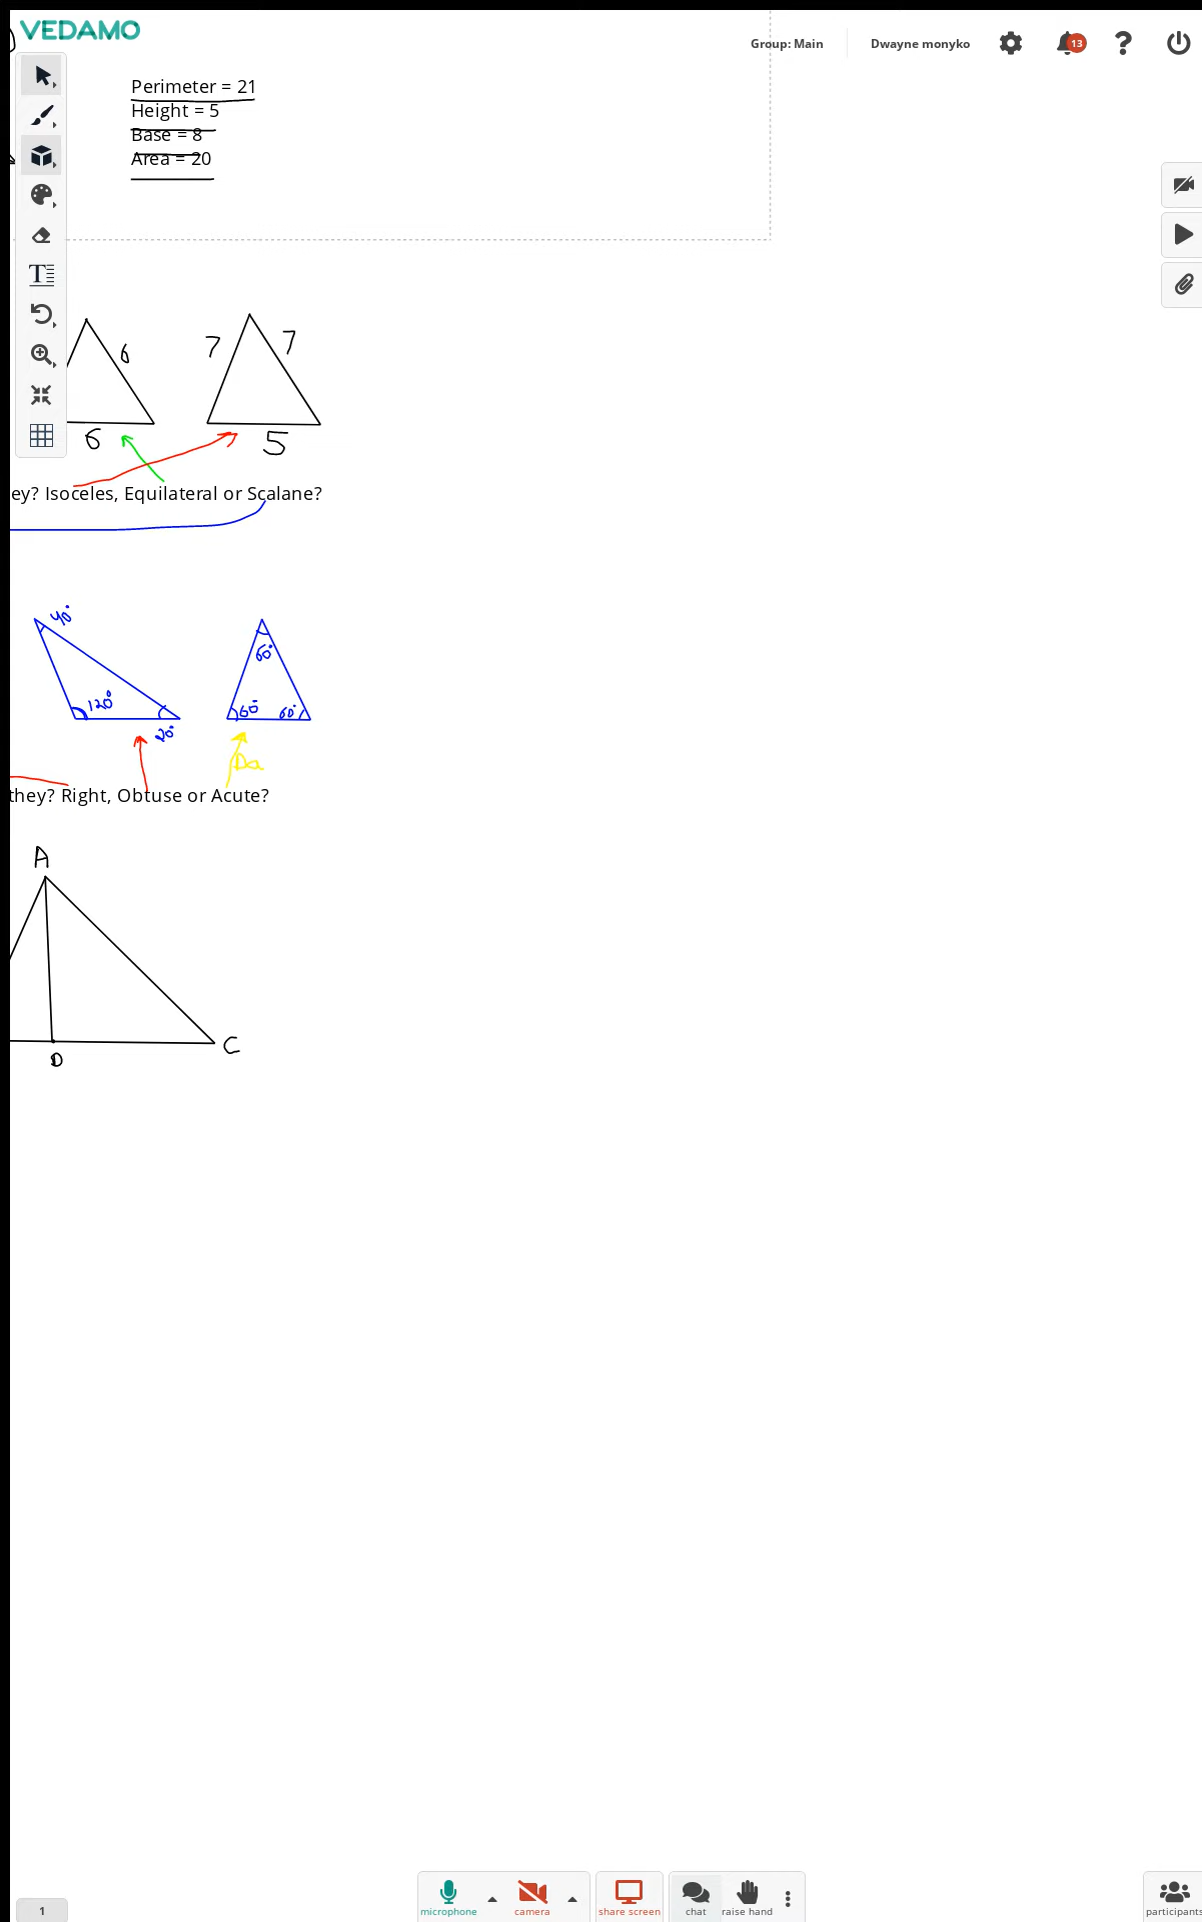 VEDAMO
Group: Main
Dwayne monyko
13
Perimeter = 21
Height = 5
Base = 8
Area = 20
6
7
7
6
5
ey? Isoceles, Equilateral or Scalane?
40°
60°
120°
60°
60°
20°
they? Right, Obtuse or Acute?
A
D
C
1
microphone
camera
share screen
chat
raise hand
participants